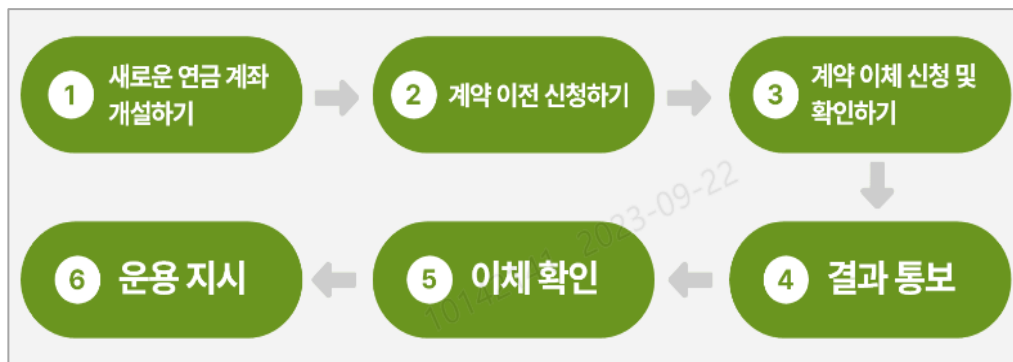 1 새로운 연금 계좌
개설하기
2 계약 이전 신청하기
3 계약 이체 신청 및
확인하기
4 결과 통보
5 이체 확인
6 운용 지시
2023-09-22